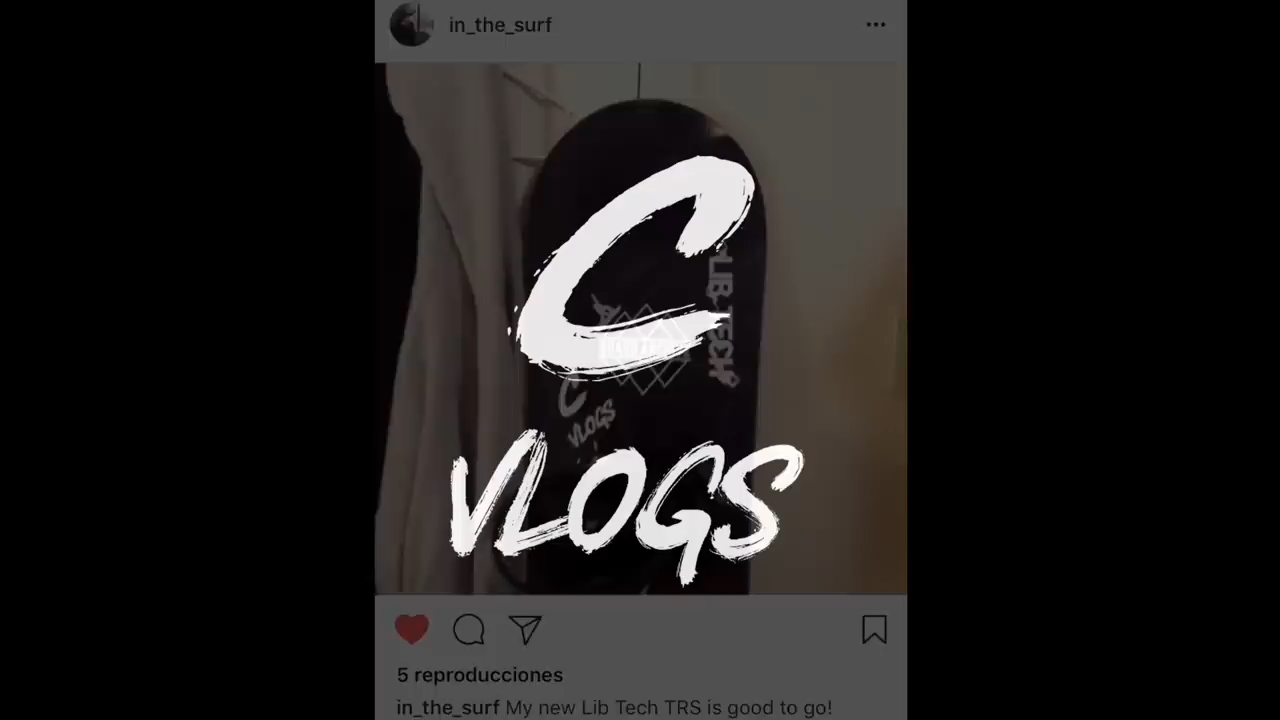 in_the_surf
C
LIB TECH
C
VLOGS
VLOGS
5 reproducciones
in_the_surf My new Lib Tech TRS is good to go!